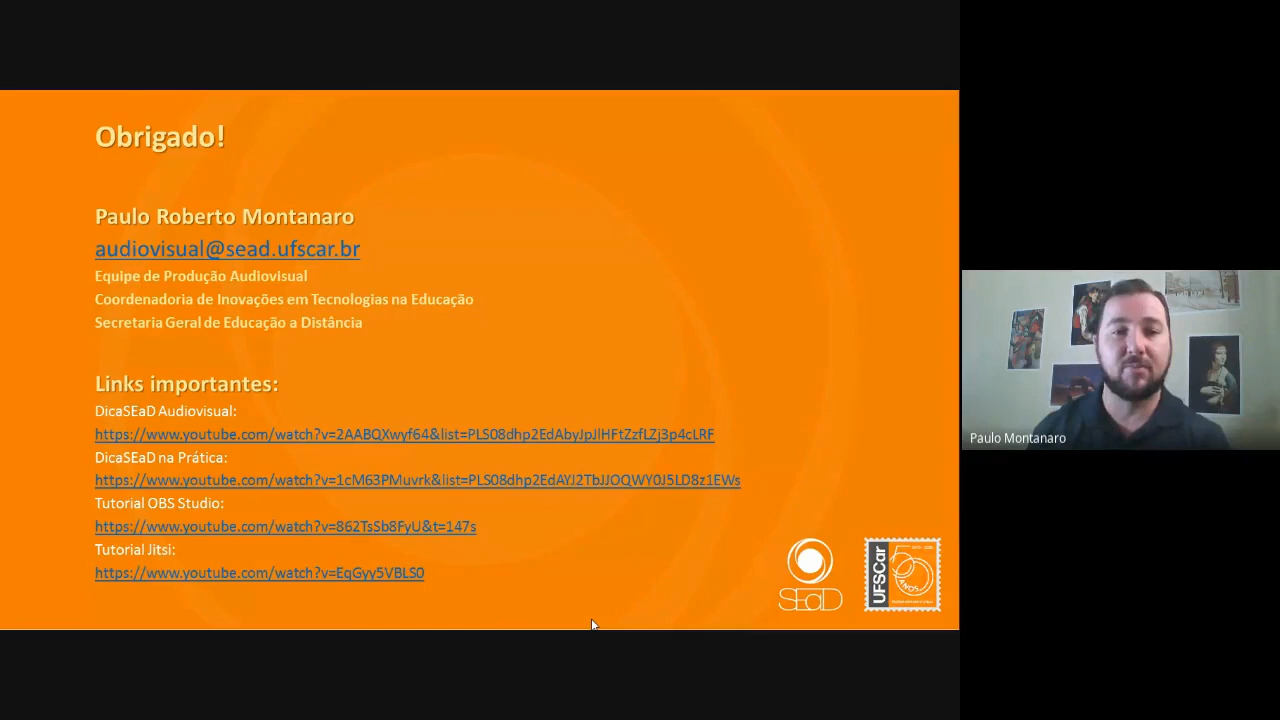 Obrigado!
Paulo Roberto Montanaro
audiovisual@sead.ufscar.br
Equipe de Produção Audiovisual
Coordenadoria de Inovações em Tecnologias na Educação
Secretaria Geral de Educação a Distância
Links importantes:
DicaSEaD Audiovisual:
https://www.youtube.com/watch?v=2AABQXwyf64&list=PLS08dhp2EdAbyJpJlHFtZzfLZj3p4cLRF
DicaSEaD na Prática:
https://www.youtube.com/watch?v=1cM63PMuvrk&list=PLS08dhp2EdAYJ2TbJJOQWY0J5LD8z1EWs
Tutorial OBS Studio:
https://www.youtube.com/watch?v=862TsSb8FyU&t=147s
Tutorial Jitsi:
https://www.youtube.com/watch?v=EqGyy5VBLS0
SEaD
UFSCar
50
ANOS
Paulo Montanaro